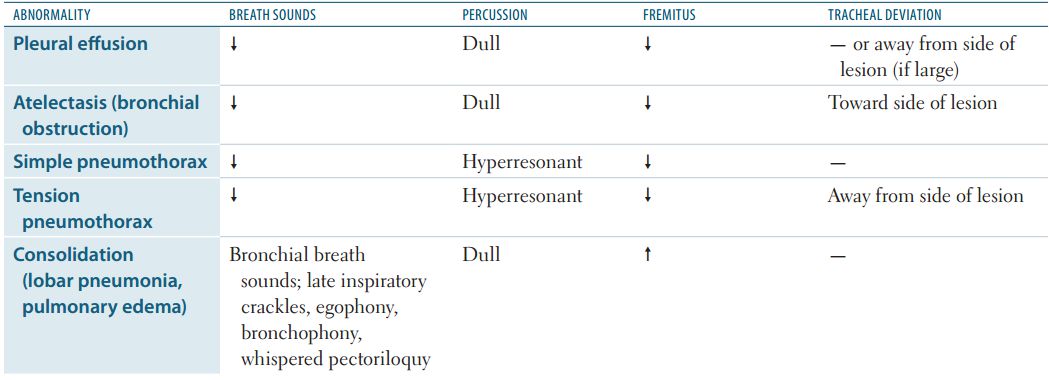 ABNORMALITY BREATH SOUNDS PERCUSSION FREMITUS TRACHEAL DEVIATION
Pleural effusion ↓ Dull ↓ — or away from side of
lesion (if large)
Atelectasis (bronchial ↓ Dull ↓ Toward side of lesion
obstruction)
Simple pneumothorax ↓ Hyperresonant ↓ —
Tension ↓ Hyperresonant ↓ Away from side of lesion
pneumothorax
Consolidation Bronchial breath Dull ↑ —
(lobar pneumonia, sounds; late inspiratory
pulmonary edema) crackles, egophony,
bronchophony,
whispered pectoriloquy